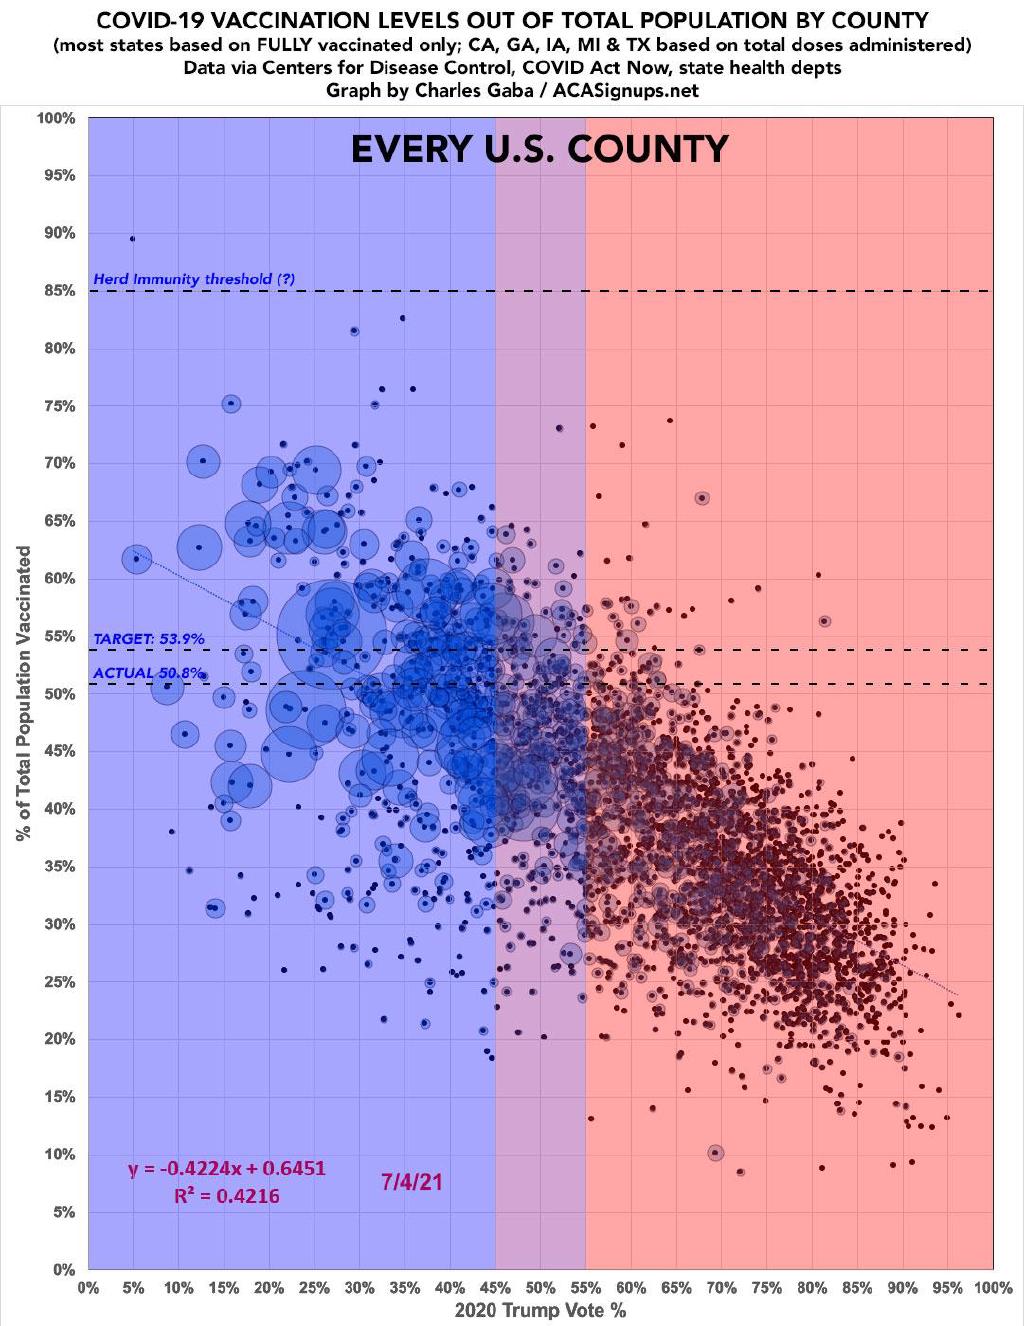 COVID-19 VACCINATION LEVELS OUT OF TOTAL POPULATION BY COUNTY
(most states based on FULLY vaccinated only; CA, GA, IA, MI & TX based on total doses administered)
Data via Centers for Disease Control, COVID Act Now, state health depts
Graph by Charles Gaba / ACASignups.net
EVERY U.S. COUNTY
% of Total Population Vaccinated
100%
95%
90%
85%
80%
75%
70%
65%
60%
55%
50%
45%
40%
35%
30%
25%
20%
15%
10%
5%
0%
Herd Immunity threshold (?)
TARGET: 53.9%
ACTUAL 50.8%
y = -0.4224x + 0.6451
R² = 0.4216
7/4/21
0% 5% 10% 15% 20% 25% 30% 35% 40% 45% 50% 55% 60% 65% 70% 75% 80% 85% 90% 95% 100%
2020 Trump Vote %